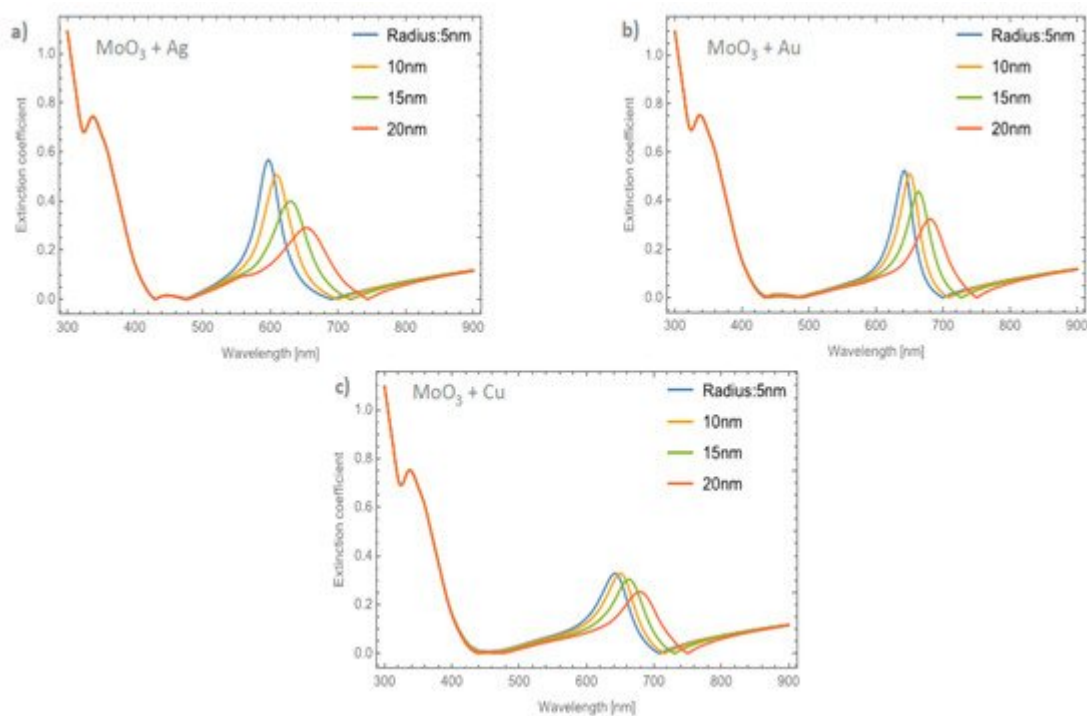 a)
MoO₃ + Ag
Radius:5nm
10nm
15nm
20nm
Extinction coefficient
1.0
0.8
0.6
0.4
0.2
0.0
300 400 500 600 700 800 900
Wavelength [nm]
b)
MoO₃ + Au
Radius:5nm
10nm
15nm
20nm
Extinction coefficient
1.0
0.8
0.6
0.4
0.2
0.0
300 400 500 600 700 800 900
Wavelength [nm]
c)
MoO₃ + Cu
Radius:5nm
10nm
15nm
20nm
Extinction coefficient
1.0
0.8
0.6
0.4
0.2
0.0
300 400 500 600 700 800 900
Wavelength [nm]